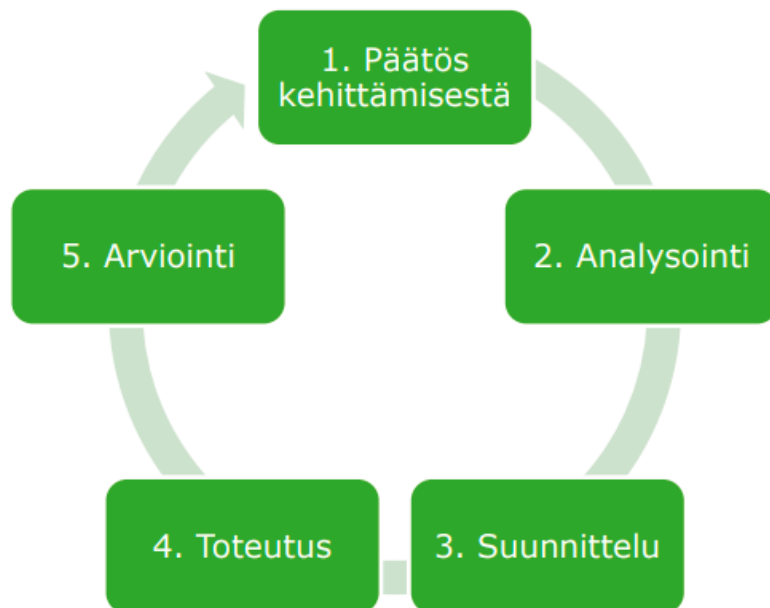 1. Päätös
kehittämisestä
2. Analysointi
3. Suunnittelu
4. Toteutus
5. Arviointi